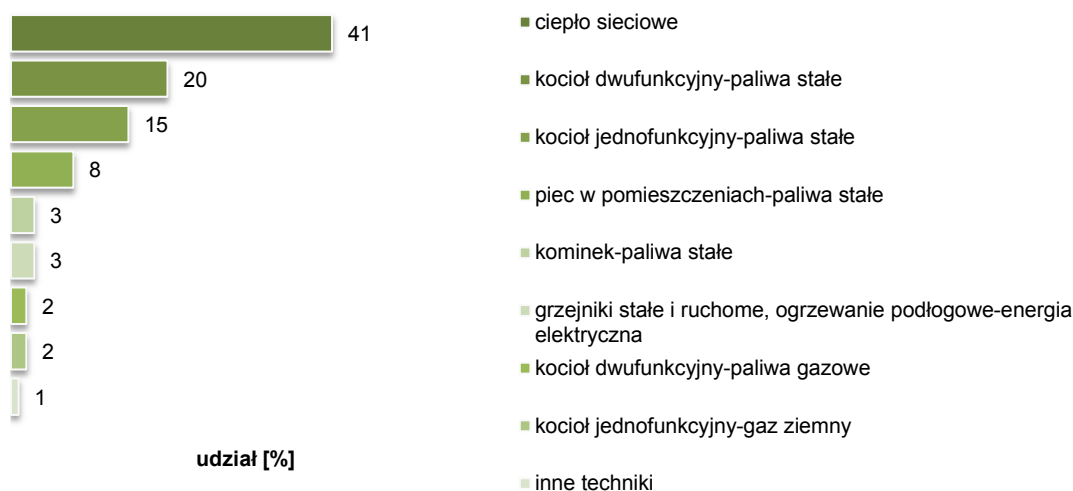 41
20
15
8
3
3
2
2
1
udział [%]
ciepło sieciowe
kocioł dwufunkcyjny-paliwa stałe
kocioł jednofunkcyjny-paliwa stałe
piec w pomieszczeniach-paliwa stałe
kominek-paliwa stałe
grzejniki stałe i ruchome, ogrzewanie podłogowe-energia
elektryczna
kocioł dwufunkcyjny-paliwa gazowe
kocioł jednofunkcyjny-gaz ziemny
inne techniki